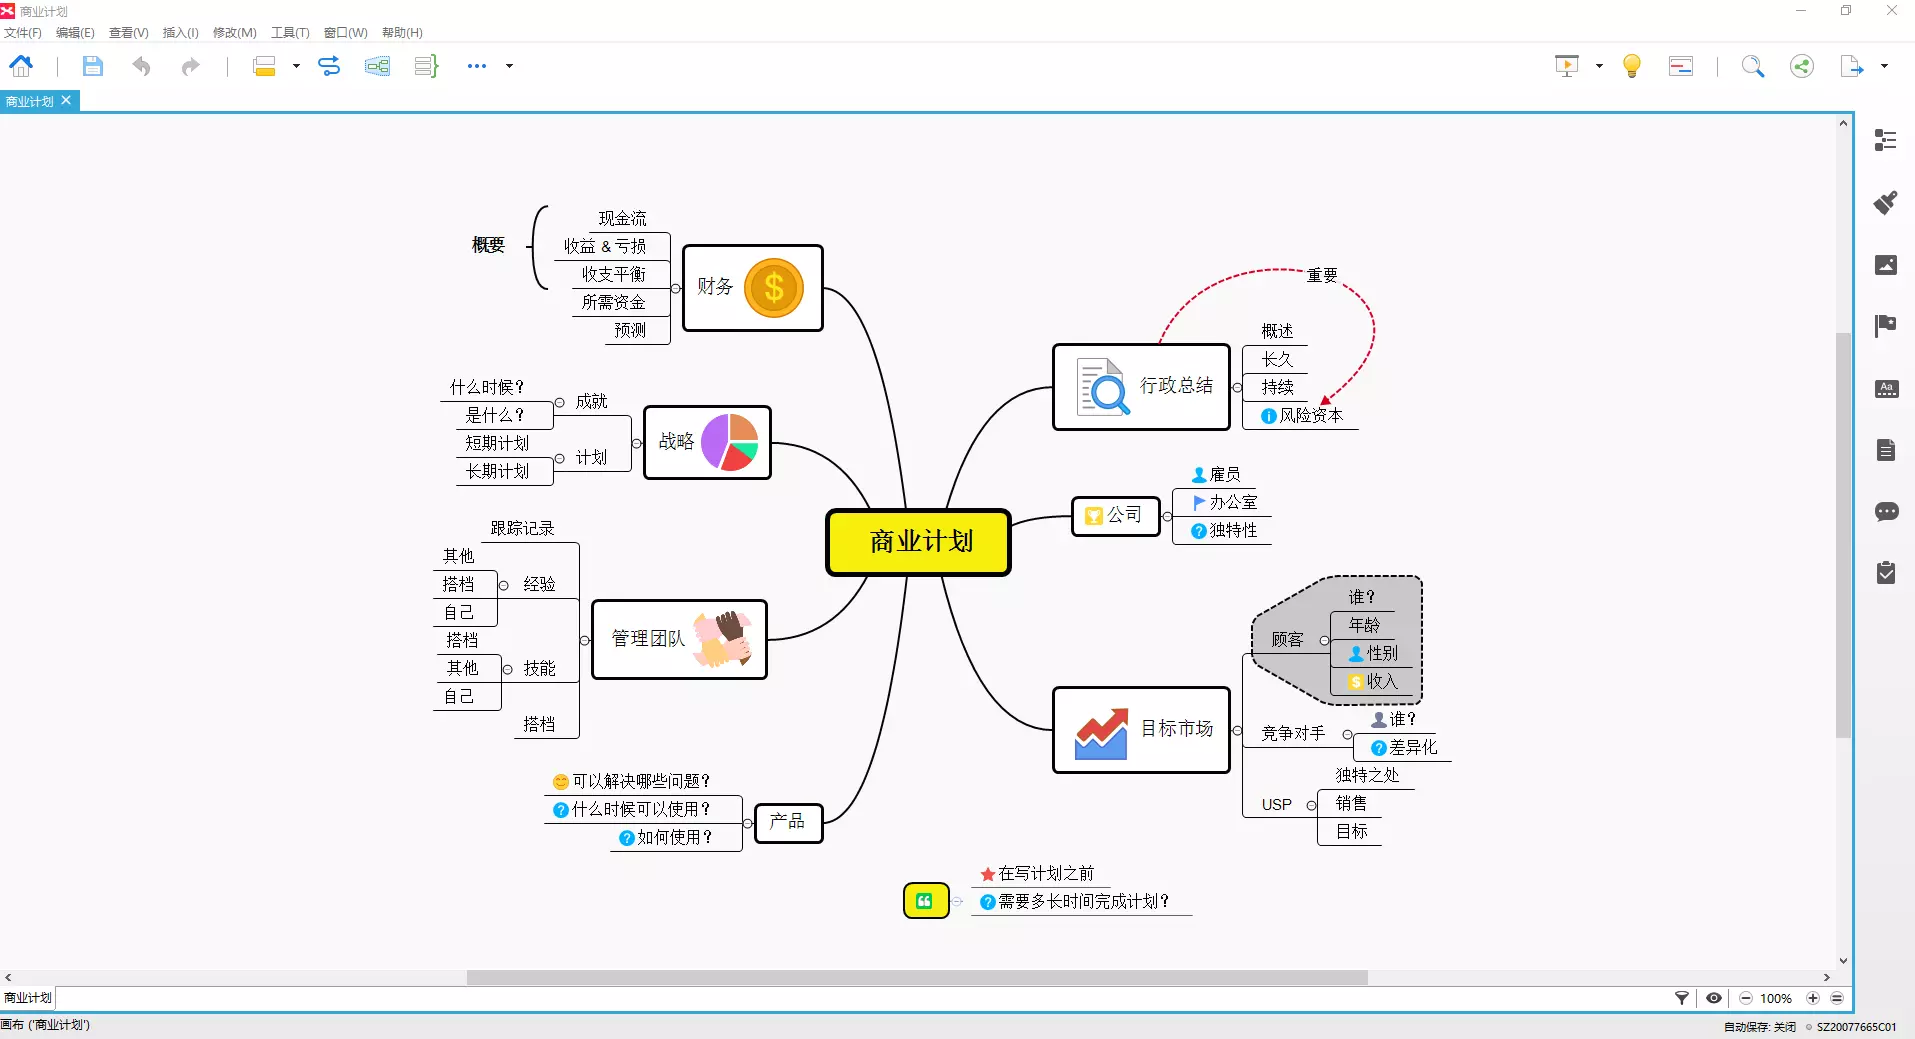 商业计划
文件(F) 编辑(E) 查看(V) 插入(I) 修改(M) 工具(T) 窗口(W) 帮助(H)
商业计划
概要
现金流
收益 & 亏损
收支平衡
所需资金
预测
财务
什么时候?
是什么?
成就
短期计划
长期计划
计划
战略
跟踪记录
其他
搭档
自己
经验
搭档
其他
自己
技能
搭档
管理团队
可以解决哪些问题?
什么时候可以使用?
如何使用?
产品
商业计划
重要
行政总结
概述
长久
持续
风险资本
公司
雇员
办公室
独特性
目标市场
顾客
谁?
年龄
性别
收入
竞争对手
谁?
差异化
USP
独特之处
销售
目标
在写计划之前
需要多长时间完成计划?
Aa
商业计划
100%
画布 ('商业计划')
自动保存: 关闭
SZ20077665C01